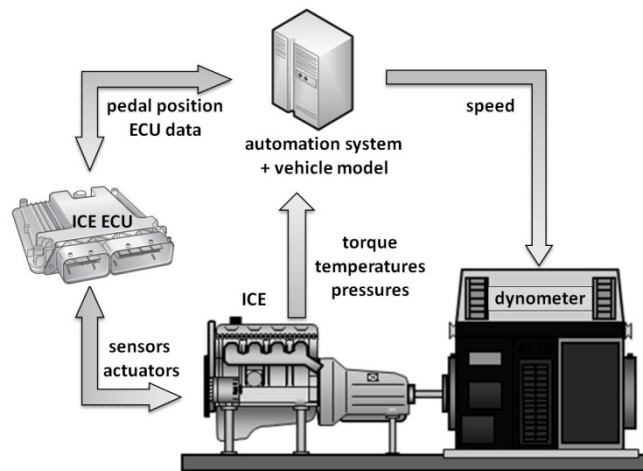 pedal position
ECU data
automation system
+ vehicle model
speed
ICE ECU
torque
temperatures
pressures
ICE
dynometer
sensors
actuators